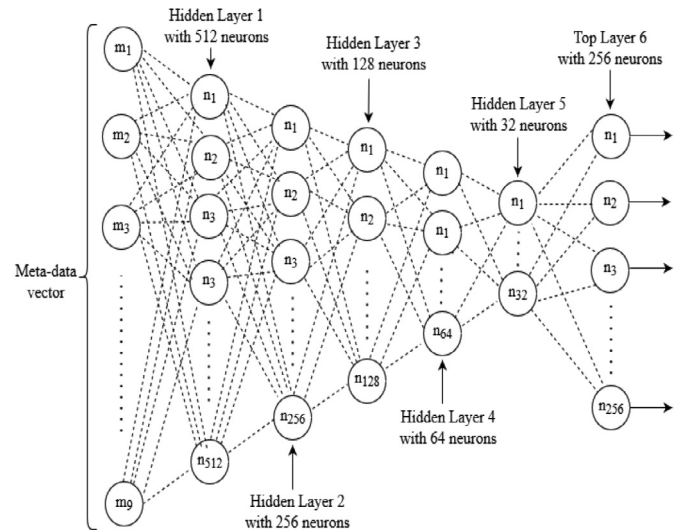 Hidden Layer 1
with 512 neurons
Hidden Layer 3
with 128 neurons
Top Layer 6
with 256 neurons
Hidden Layer 5
with 32 neurons
Meta-data
vector
m1
m2
m3
m9
n1
n2
n3
n3
n512
n1
n2
n3
n256
n1
n2
n128
n1
n1
n64
n1
n32
n1
n2
n3
n256
Hidden Layer 4
with 64 neurons
Hidden Layer 2
with 256 neurons